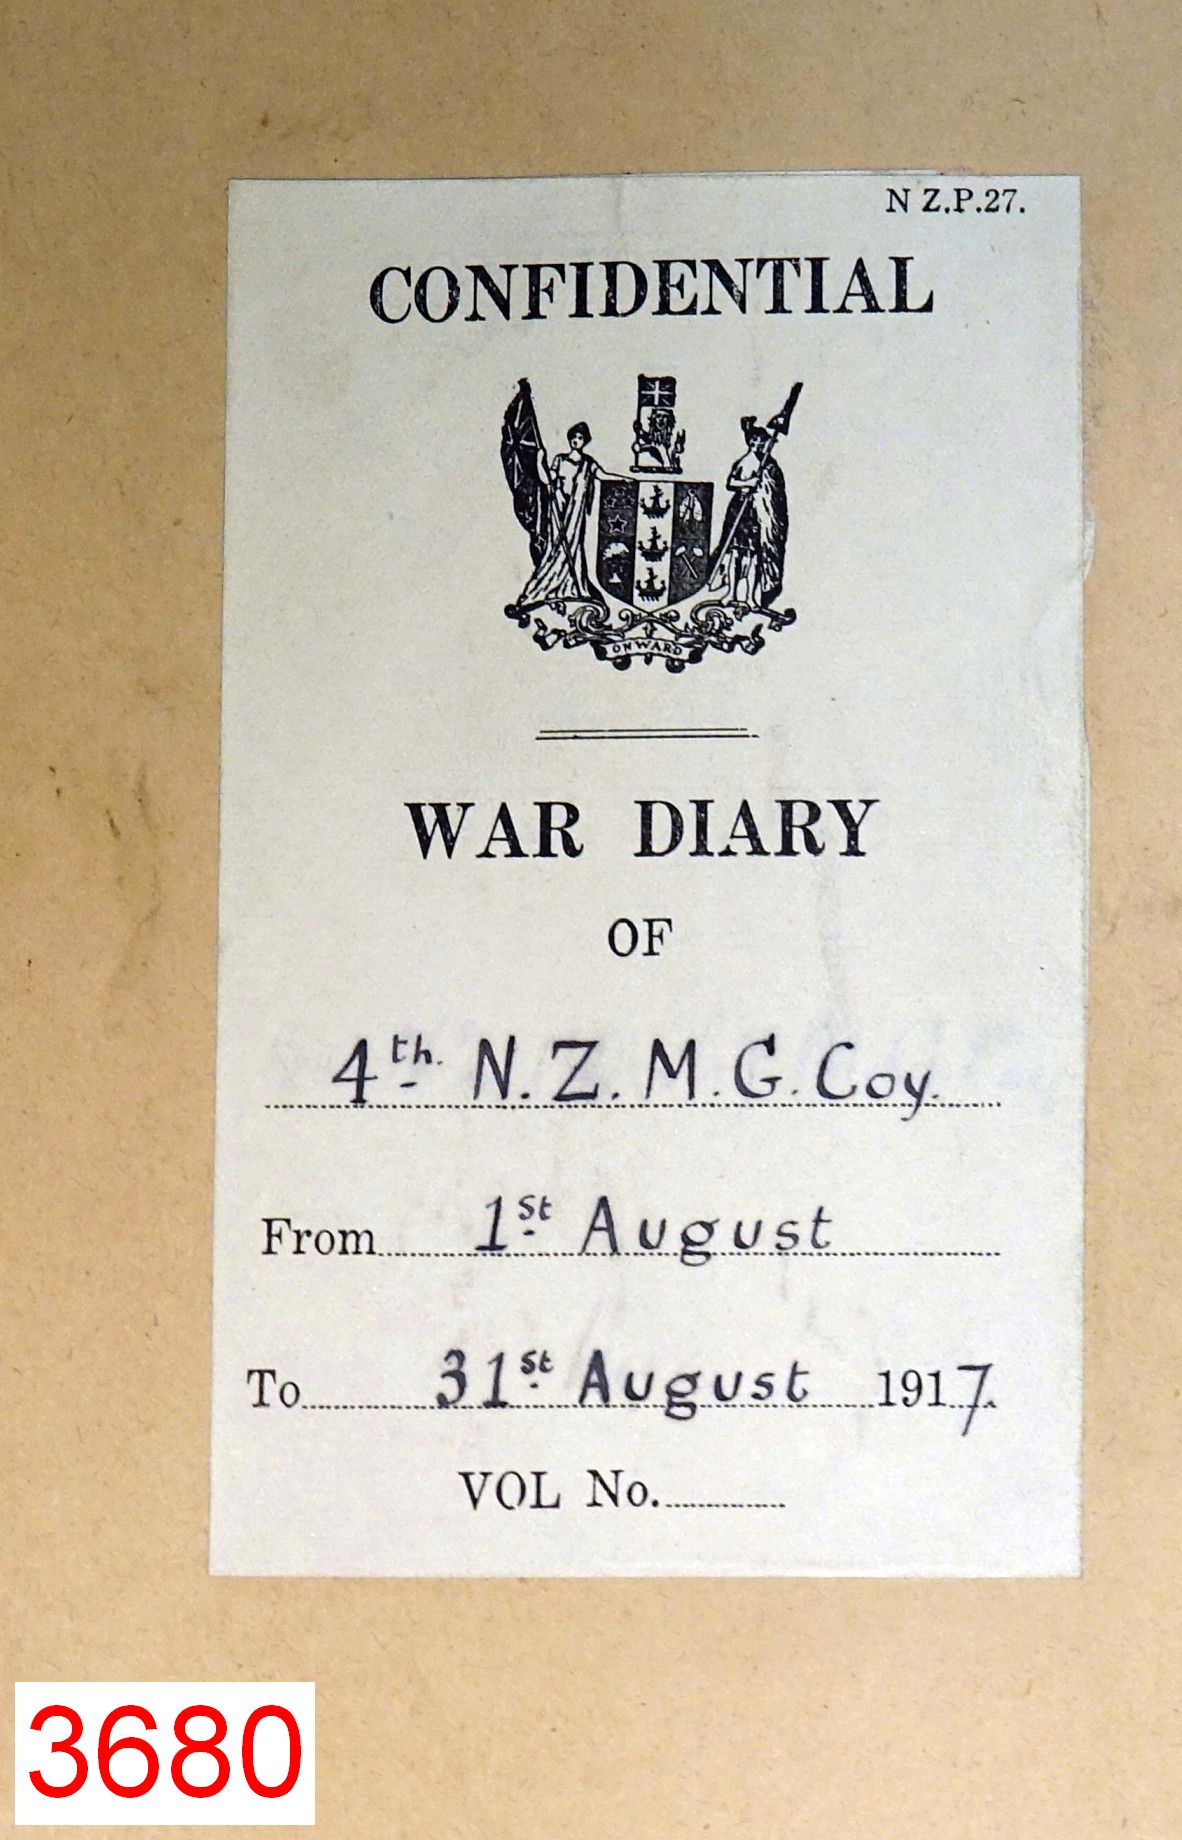 N Z.P.27.
CONFIDENTIAL
ONWARD
WAR DIARY
OF
4th. N. Z. M. G. Coy.
From 1st August
To 31st August 1917.
VOL No.
3680